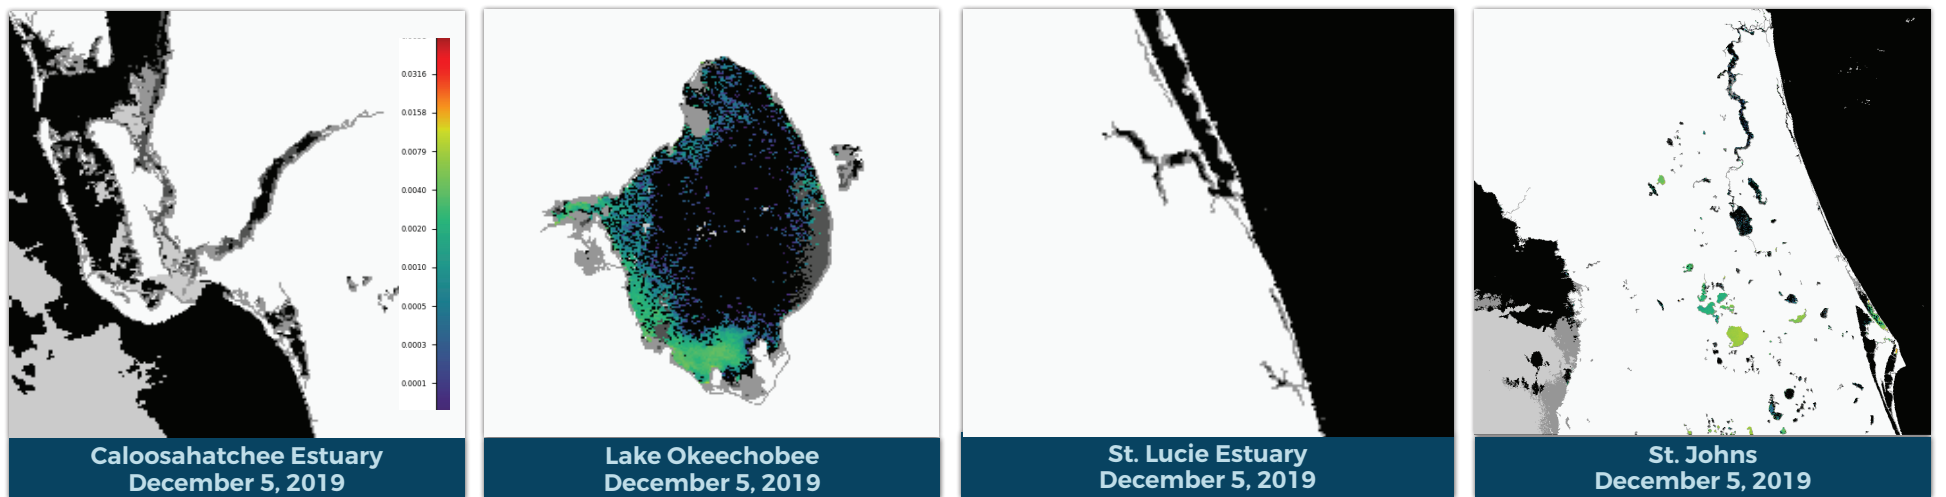 0.0316
0.0158
0.0079
0.0040
0.0020
0.0010
0.0005
0.0003
0.0001
Caloosahatchee Estuary
December 5, 2019
Lake Okeechobee
December 5, 2019
St. Lucie Estuary
December 5, 2019
St. Johns
December 5, 2019